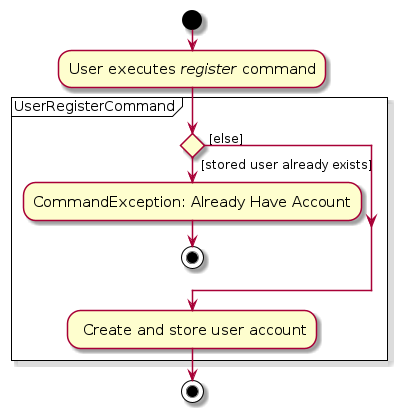 User executes register command
UserRegisterCommand
[else]
[stored user already exists]
CommandException: Already Have Account
Create and store user account